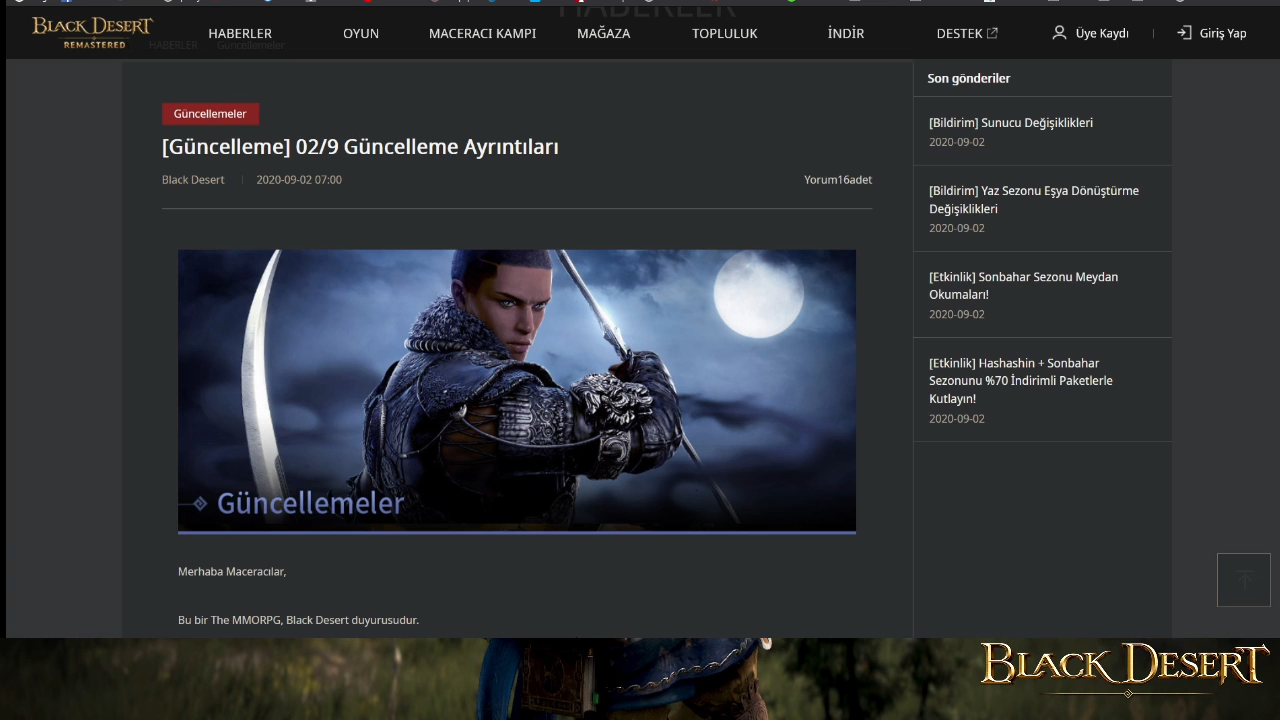 HABERLER
BLACK DESERT
REMASTERED
HABERLER
OYUN
MACERACI KAMPI
MAĞAZA
TOPLULUK
İNDİR
DESTEK
Üye Kaydı
Giriş Yap
HABERLER
Güncellemeler
Güncellemeler
[Güncelleme] 02/9 Güncelleme Ayrıntıları
Black Desert
2020-09-02 07:00
Yorum16adet
Güncellemeler
Merhaba Maceracılar,
Bu bir The MMORPG, Black Desert duyurusudur.
Son gönderiler
[Bildirim] Sunucu Değişiklikleri
2020-09-02
[Bildirim] Yaz Sezonu Eşya Dönüştürme
Değişiklikleri
2020-09-02
[Etkinlik] Sonbahar Sezonu Meydan
Okumaları!
2020-09-02
[Etkinlik] Hashashin + Sonbahar
Sezonunu %70 İndirimli Paketlerle
Kutlayın!
2020-09-02
BLACK DESERT